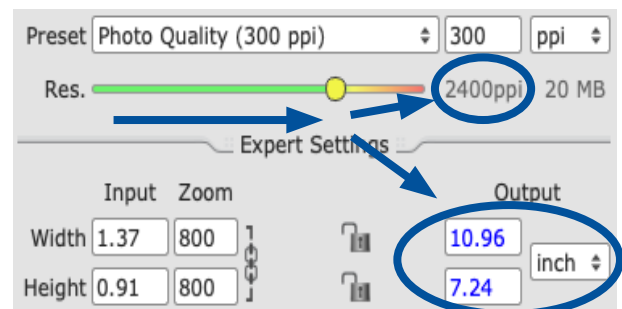 Preset Photo Quality (300 ppi) 300 ppi
Res. 2400ppi 20 MB
Expert Settings
Input Zoom Output
Width 1.37 800 10.96
inch
Height 0.91 800 7.24